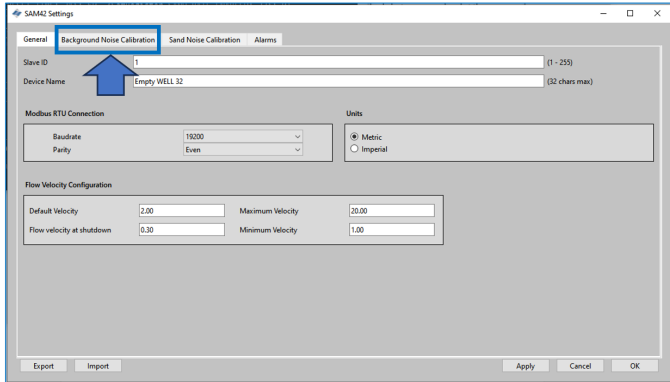 SAM42 Settings
General Background Noise Calibration Sand Noise Calibration Alarms
Slave ID 1 (1 - 255)
Device Name Empty WELL 32 (32 chars max)
Modbus RTU Connection Units
Baudrate 19200 Metric
Parity Even Imperial
Flow Velocity Configuration
Default Velocity 2.00 Maximum Velocity 20.00
Flow velocity at shutdown 0.30 Minimum Velocity 1.00
Export Import Apply Cancel OK